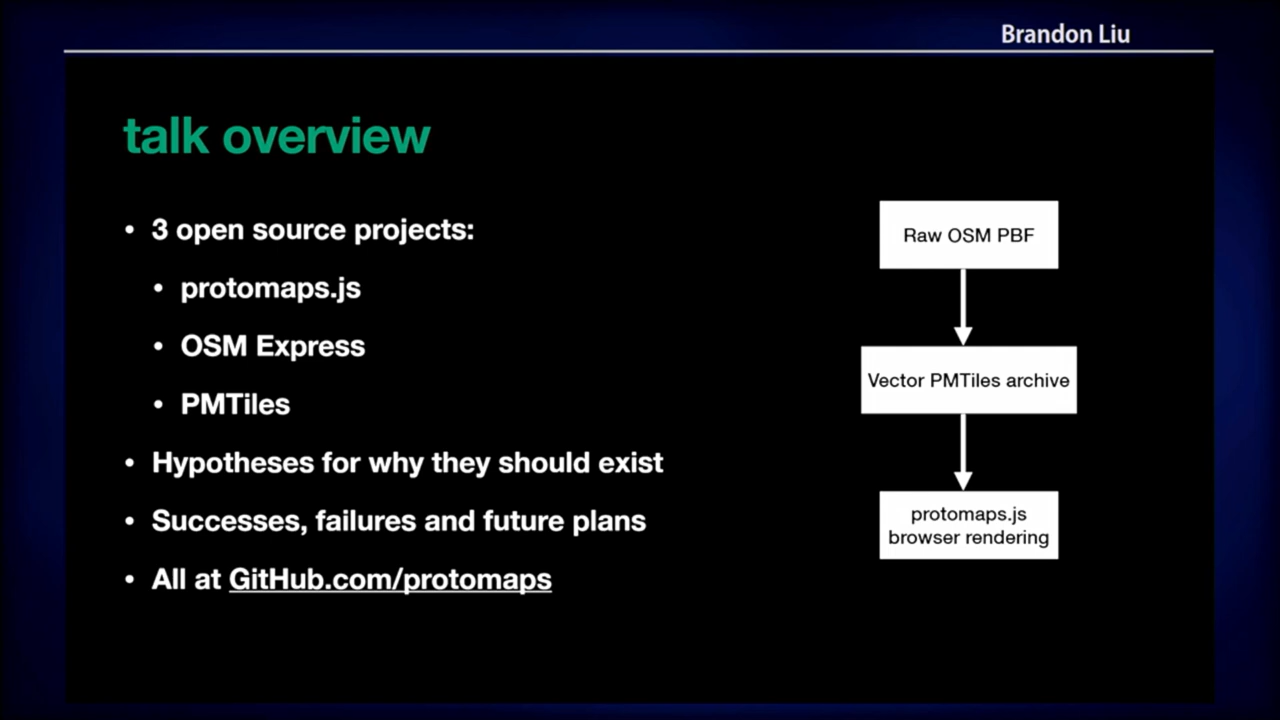 Brandon Liu
talk overview
• 3 open source projects:
• protomaps.js
• OSM Express
• PMTiles
• Hypotheses for why they should exist
• Successes, failures and future plans
• All at GitHub.com/protomaps
Raw OSM PBF
Vector PMTiles archive
protomaps.js
browser rendering